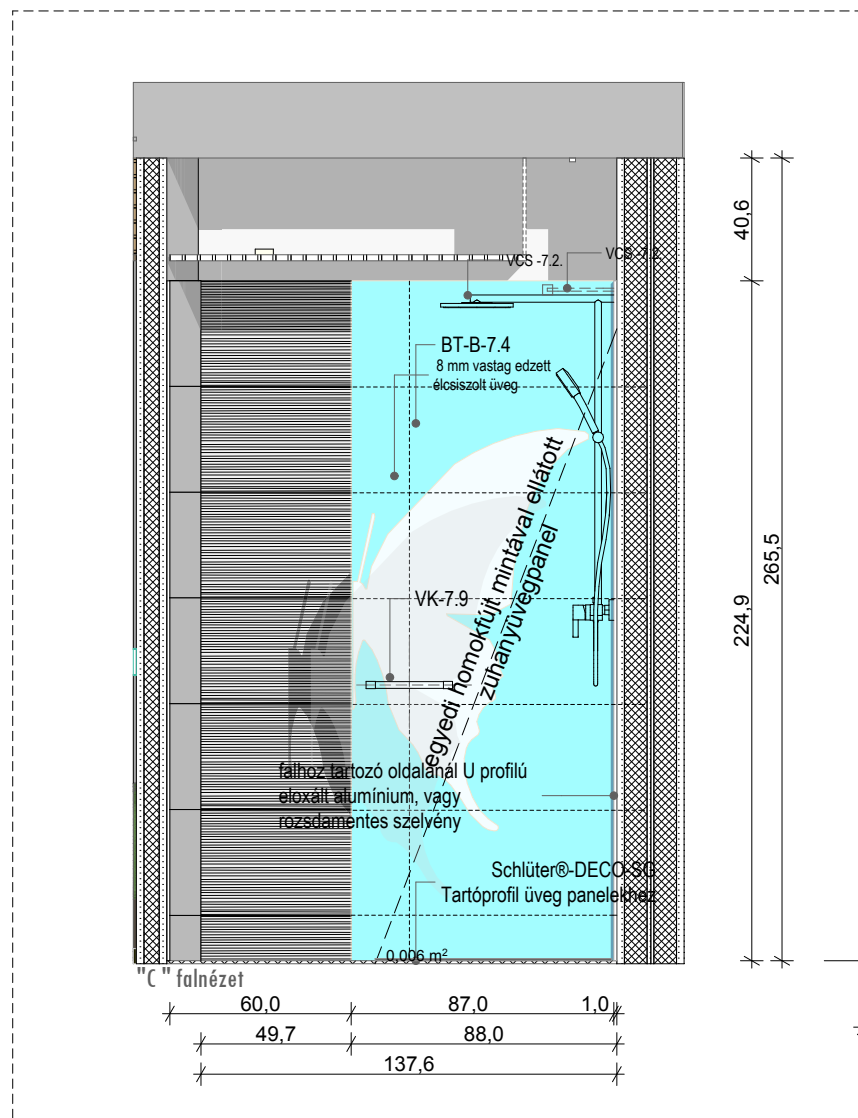 40,6
VCS -7.2.
VCS -7.2.
BT-B-7.4
8 mm vastag edzett
élcsiszolt üveg
egyedi homokfújt mintával ellátott
zuhanyüvegpanel
265,5
224,9
VK-7.9
falhoz tartozó oldalánál U profilú
eloxált alumínium, vagy
rozsdamentes szelvény
Schlüter®-DECO-SG
Tartóprofil üveg panelekhez
0,006 m²
"C " falnézet
60,0
87,0
1,0
49,7
88,0
137,6